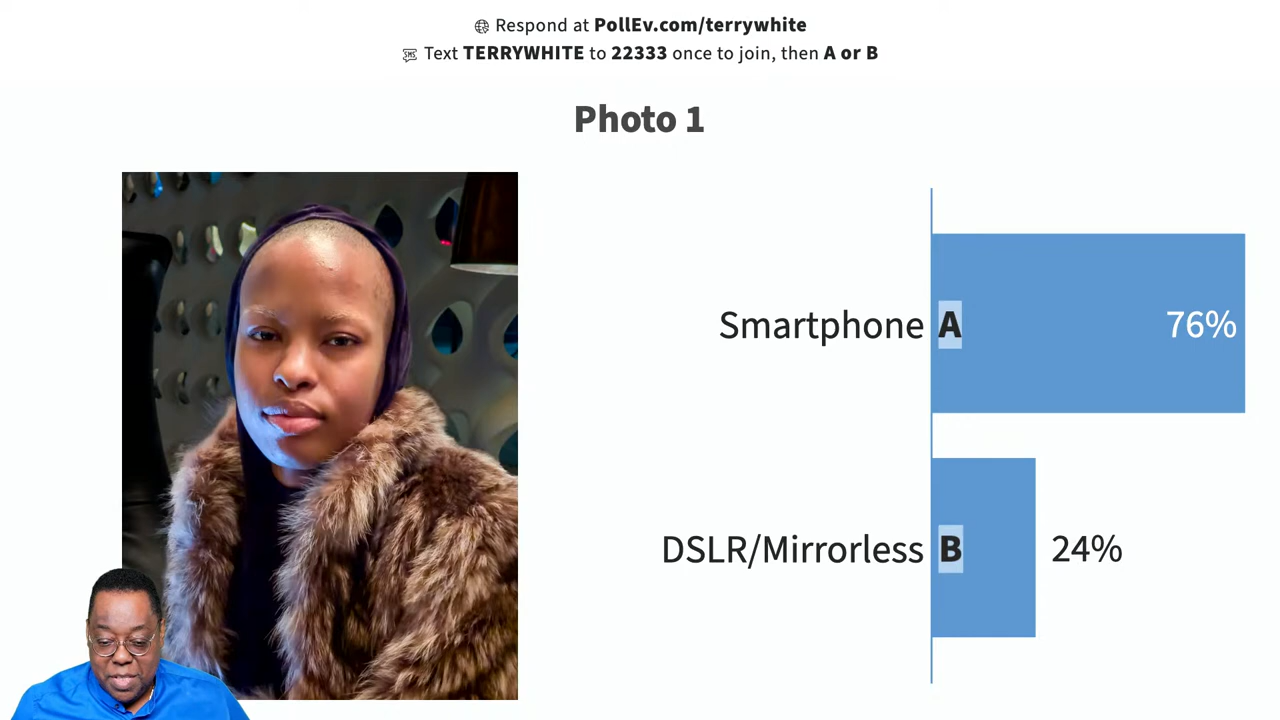 Respond at PollEv.com/terrywhite
Text TERRYWHITE to 22333 once to join, then A or B
Photo 1
Smartphone A 76%
DSLR/Mirrorless B 24%